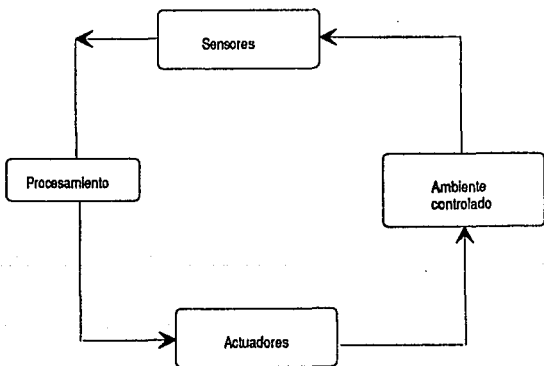 Sensores
Procesamiento
Ambiente
controlado
Actuadores